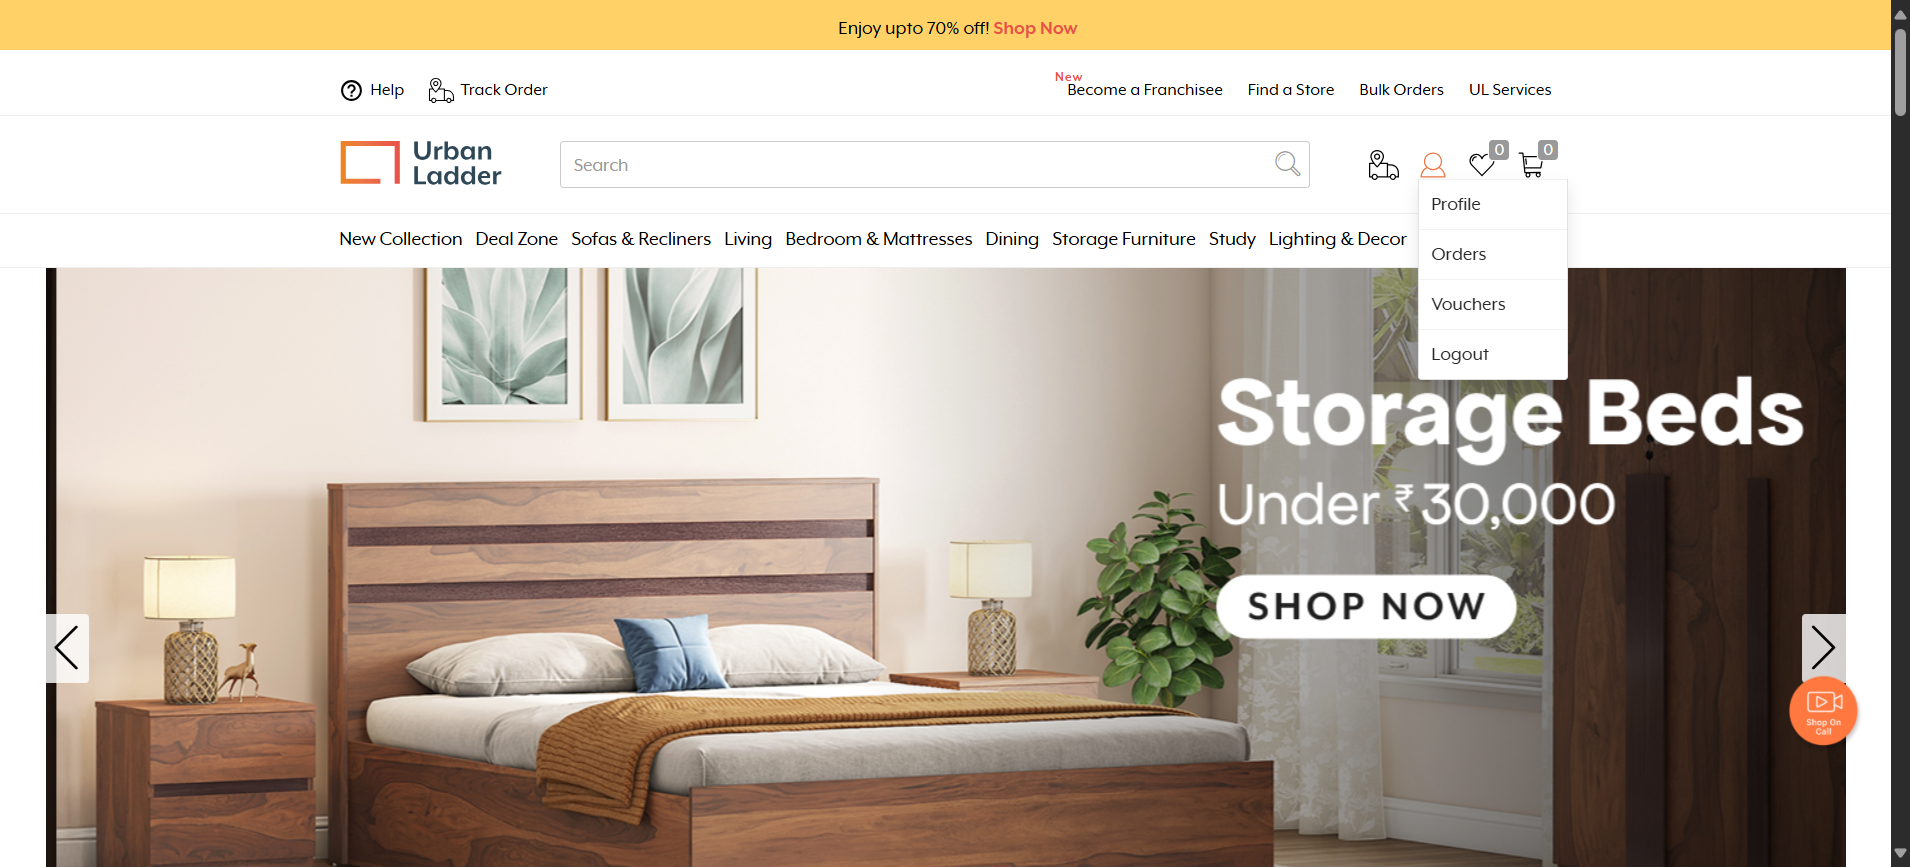 Enjoy upto 70% off! Shop Now
Help
Track Order
New
Become a Franchisee
Find a Store
Bulk Orders
UL Services
Urban
Ladder
Search
0
0
Profile
Orders
Vouchers
Logout
New Collection
Deal Zone
Sofas & Recliners
Living
Bedroom & Mattresses
Dining
Storage Furniture
Study
Lighting & Decor
Storage Beds
Under ₹30,000
SHOP NOW
Shop On
Call